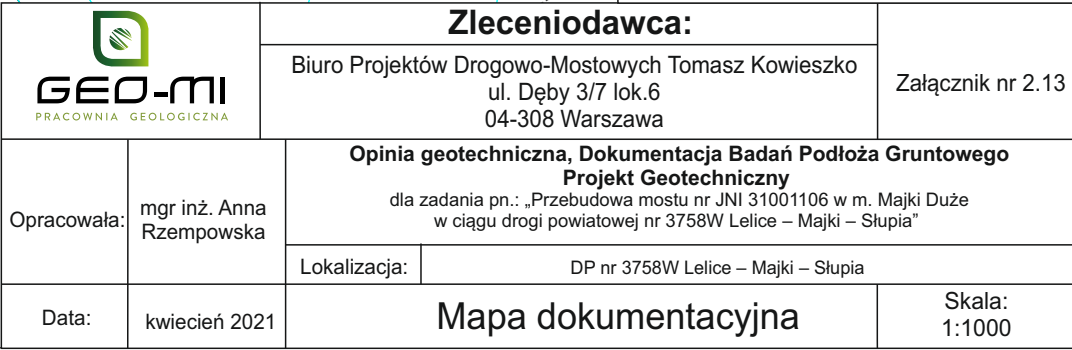 GEO-MI
PRACOWNIA GEOLOGICZNA
Zleceniodawca:
Biuro Projektów Drogowo-Mostowych Tomasz Kowieszko
ul. Dęby 3/7 lok.6
04-308 Warszawa
Załącznik nr 2.13
Opracowała:
mgr inż. Anna
Rzempowska
Opinia geotechniczna, Dokumentacja Badań Podłoża Gruntowego
Projekt Geotechniczny
dla zadania pn.: „Przebudowa mostu nr JNI 31001106 w m. Majki Duże
w ciągu drogi powiatowej nr 3758W Lelice – Majki – Słupia”
Lokalizacja:
DP nr 3758W Lelice – Majki – Słupia
Data:
kwiecień 2021
Mapa dokumentacyjna
Skala:
1:1000